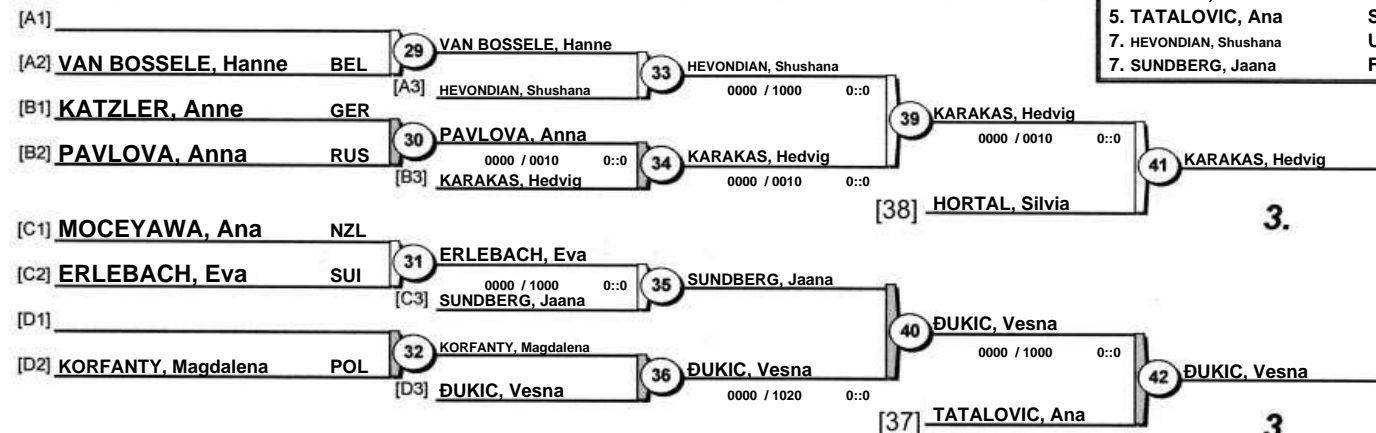 5. TATALOVIC, Ana S
7. HEVONDIAN, Shushana U
7. SUNDBERG, Jaana F
[A1]
[A2] VAN BOSSELE, Hanne BEL
29
VAN BOSSELE, Hanne
[A3] HEVONDIAN, Shushana
33
HEVONDIAN, Shushana
0000 / 1000 0::0
[B1] KATZLER, Anne GER
[B2] PAVLOVA, Anna RUS
30
PAVLOVA, Anna
0000 / 0010 0::0
[B3] KARAKAS, Hedvig
34
KARAKAS, Hedvig
0000 / 0010 0::0
39
KARAKAS, Hedvig
0000 / 0010 0::0
[38] HORTAL, Silvia
41
KARAKAS, Hedvig
3.
[C1] MOCEYAWA, Ana NZL
[C2] ERLEBACH, Eva SUI
31
ERLEBACH, Eva
0000 / 1000 0::0
[C3] SUNDBERG, Jaana
35
SUNDBERG, Jaana
[D1]
[D2] KORFANTY, Magdalena POL
32
KORFANTY, Magdalena
[D3] ĐUKIC, Vesna
36
ĐUKIC, Vesna
0000 / 1020 0::0
40
ĐUKIC, Vesna
0000 / 1000 0::0
[37] TATALOVIC, Ana
42
ĐUKIC, Vesna
3